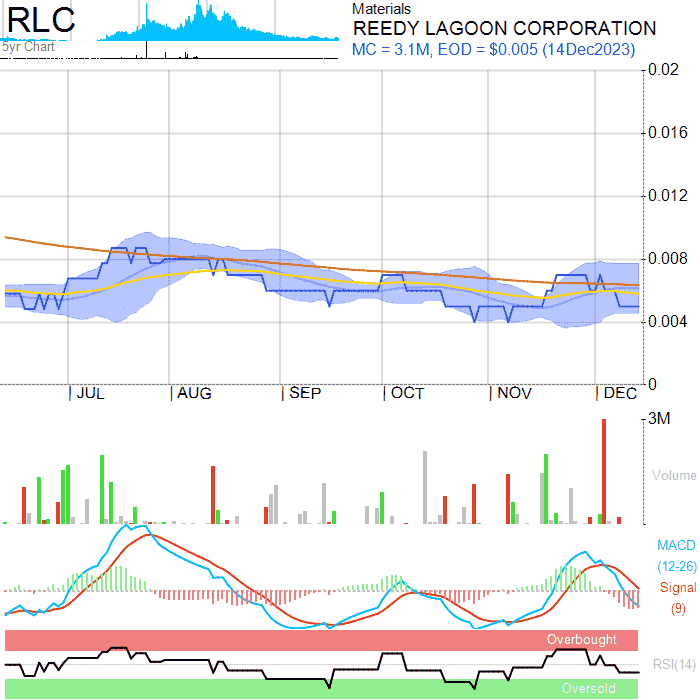 RLC
5yr Chart
Materials
REEDY LAGOON CORPORATION
MC = 3.1M, EOD = $0.005 (14Dec2023)
0.02
0.016
0.012
0.008
0.004
0
JUL AUG SEP OCT NOV DEC
3M
Volume
MACD
(12-26)
Signal
(9)
Overbought
RSI(14)
Oversold